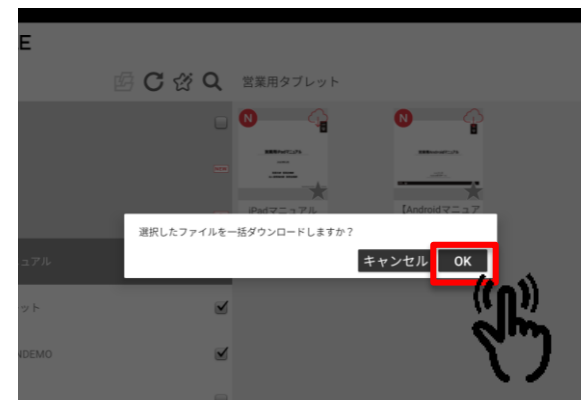 E
営業用タブレット
N
N
iPadマニュアル
【Androidマニュア
選択したファイルを一括ダウンロードしますか？
キャンセル
OK
ュアル
ット
NDEMO